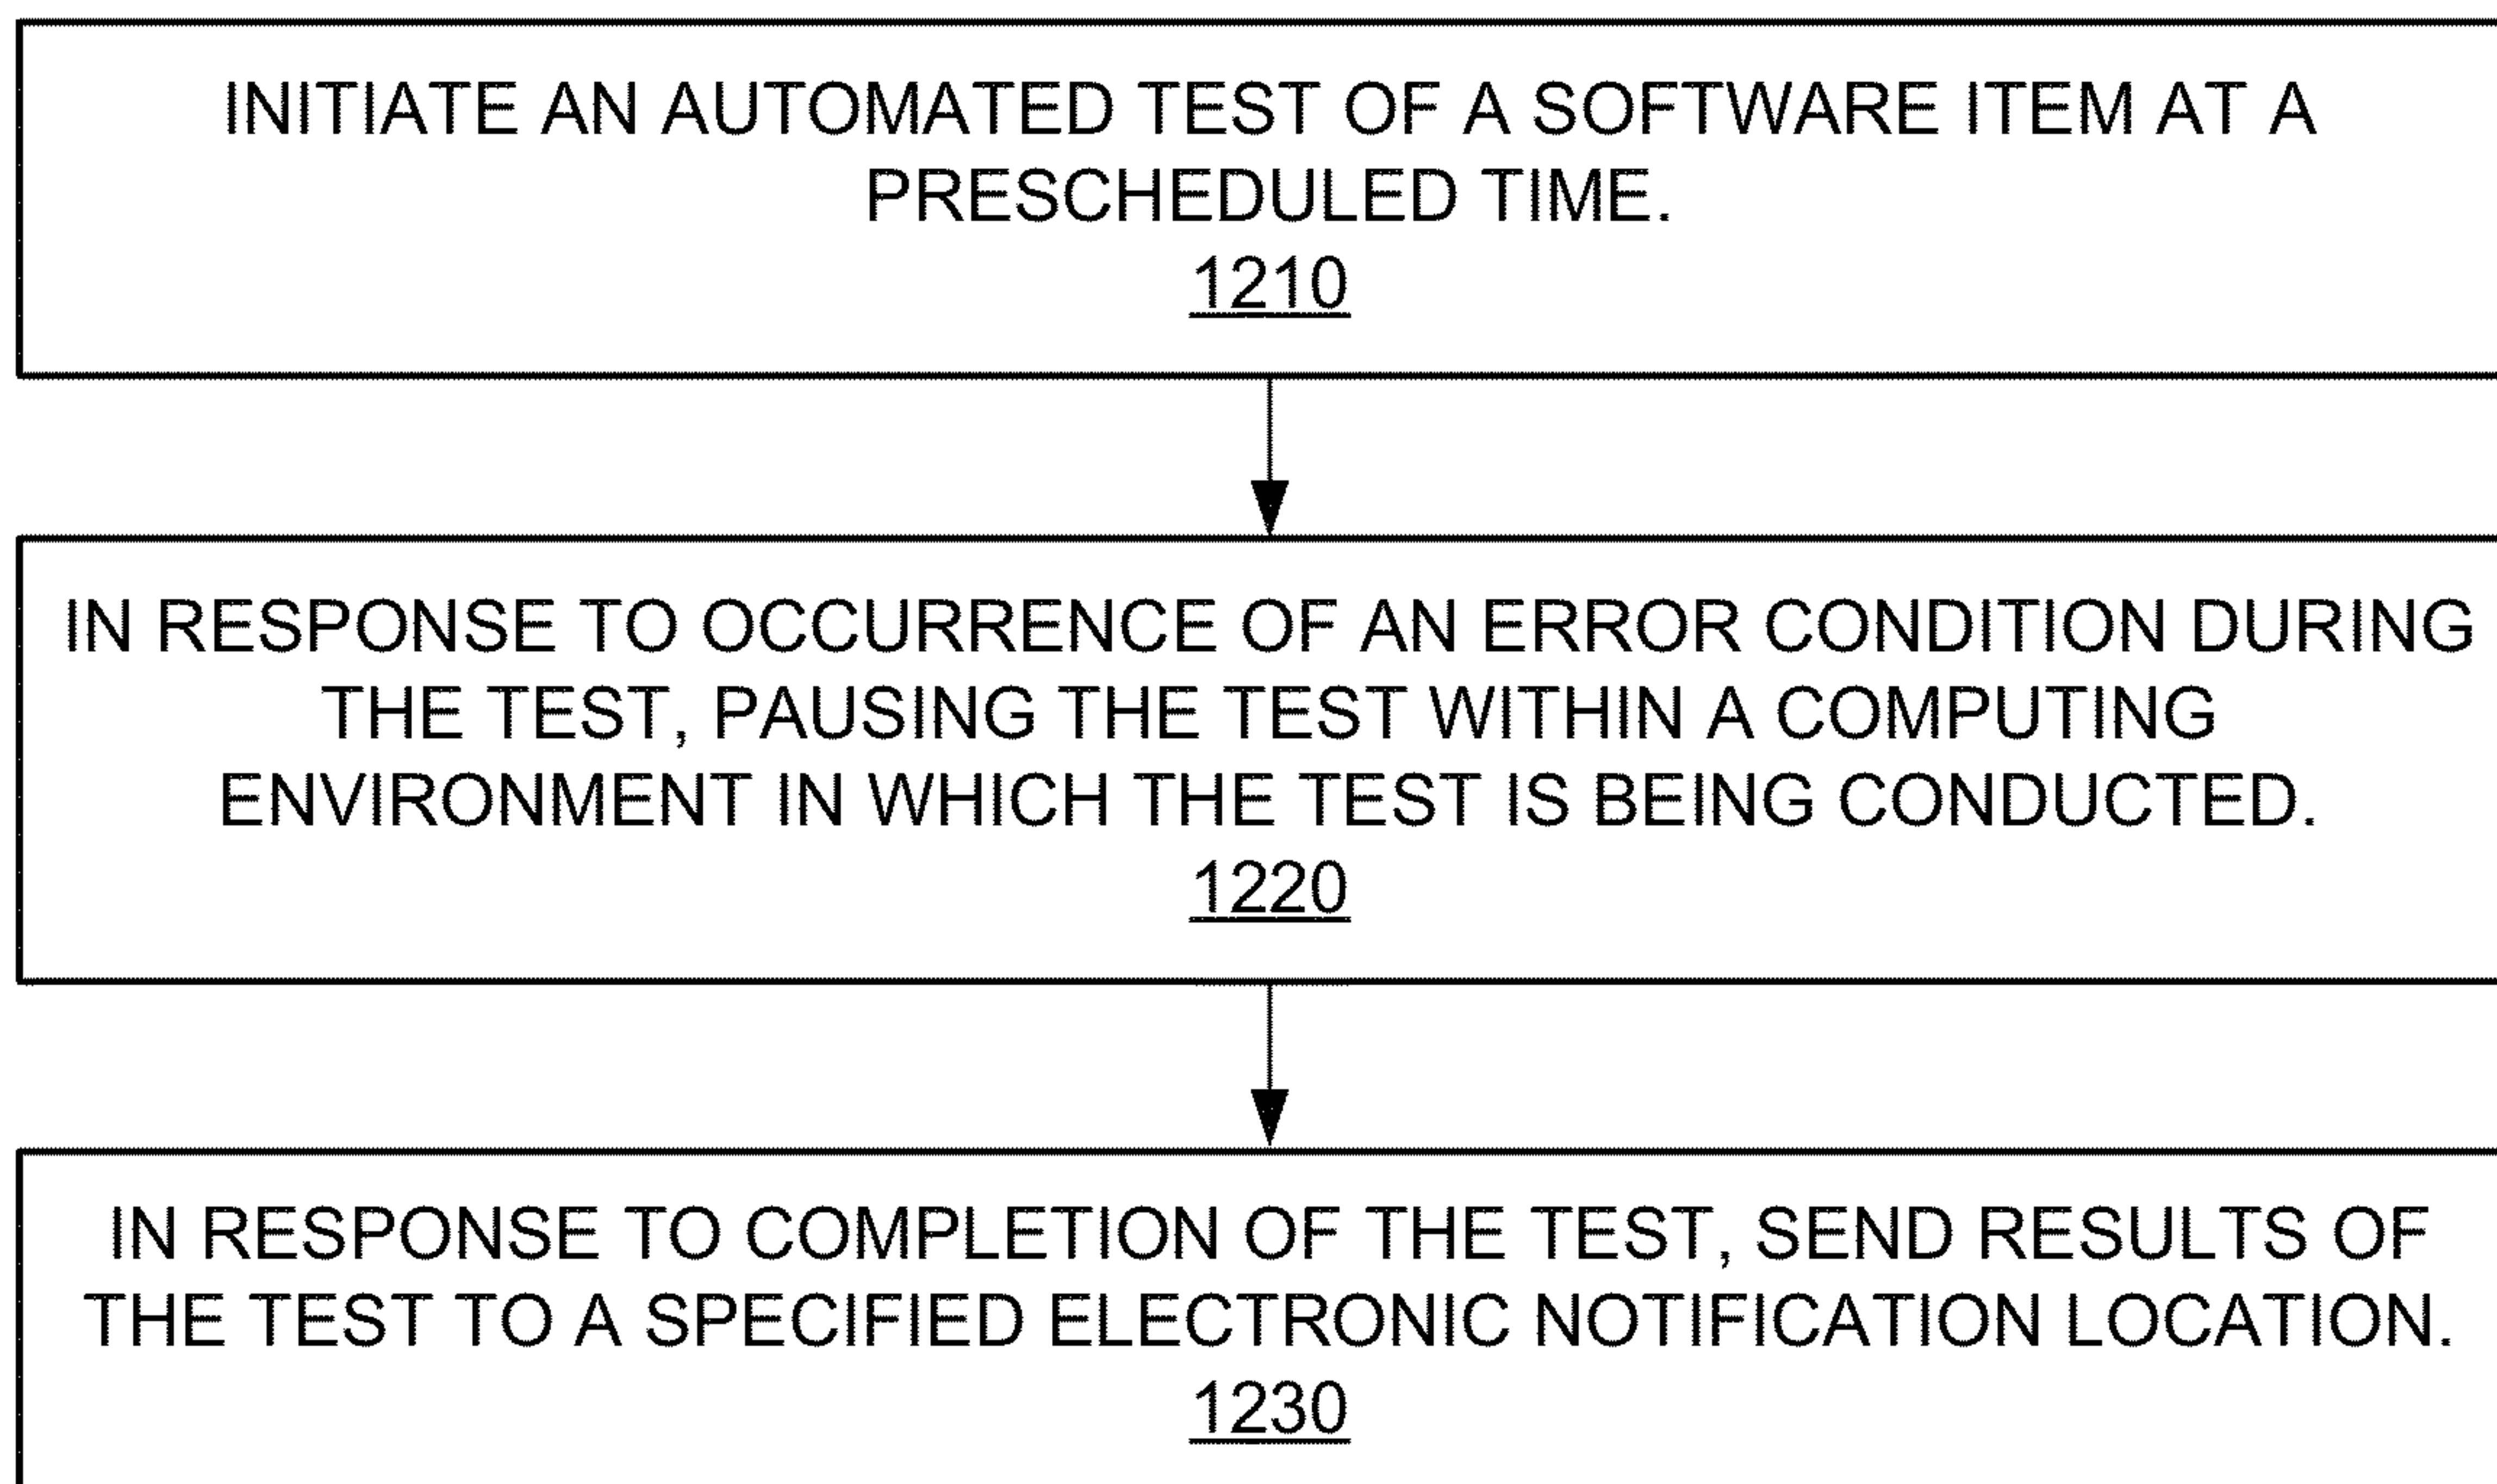 INITIATE AN AUTOMATED TEST OF A SOFTWARE ITEM AT A
PRESCHEDULED TIME.
1210
IN RESPONSE TO OCCURRENCE OF AN ERROR CONDITION DURING
THE TEST, PAUSING THE TEST WITHIN A COMPUTING
ENVIRONMENT IN WHICH THE TEST IS BEING CONDUCTED.
1220
IN RESPONSE TO COMPLETION OF THE TEST, SEND RESULTS OF
THE TEST TO A SPECIFIED ELECTRONIC NOTIFICATION LOCATION.
1230